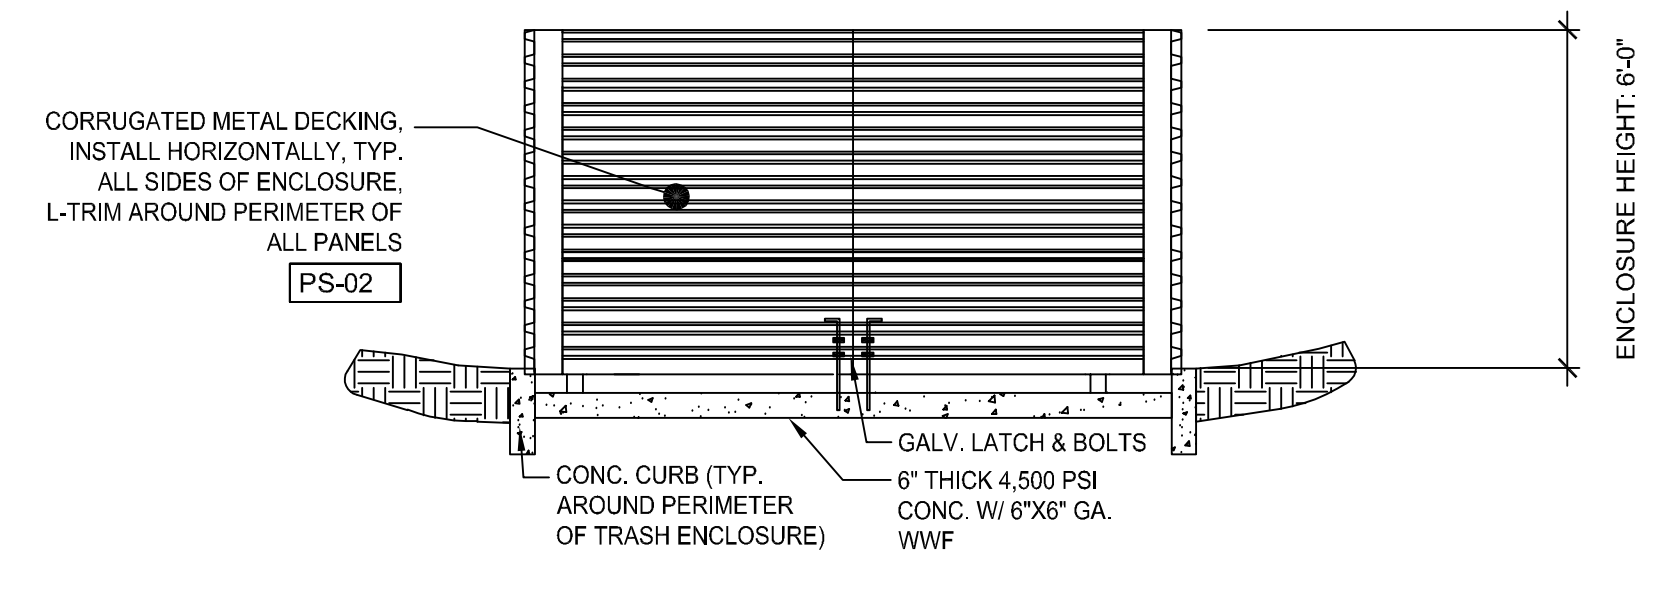 CORRUGATED METAL DECKING,
INSTALL HORIZONTALLY, TYP.
ALL SIDES OF ENCLOSURE,
L-TRIM AROUND PERIMETER OF
ALL PANELS
PS-02
ENCLOSURE HEIGHT: 6'-0"
GALV. LATCH & BOLTS
CONC. CURB (TYP.
AROUND PERIMETER
OF TRASH ENCLOSURE)
6" THICK 4,500 PSI
CONC. W/ 6"X6" GA.
WWF